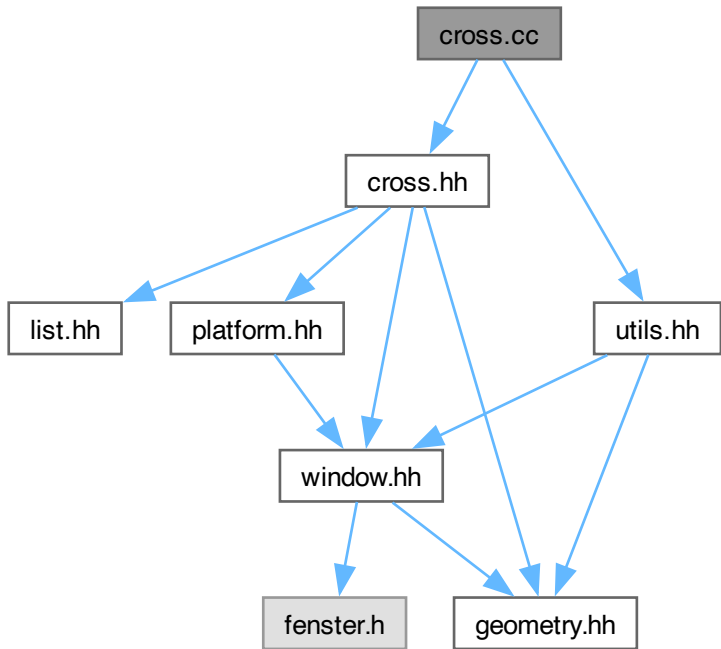 cross.cc
cross.hh
list.hh
platform.hh
utils.hh
window.hh
fenster.h
geometry.hh